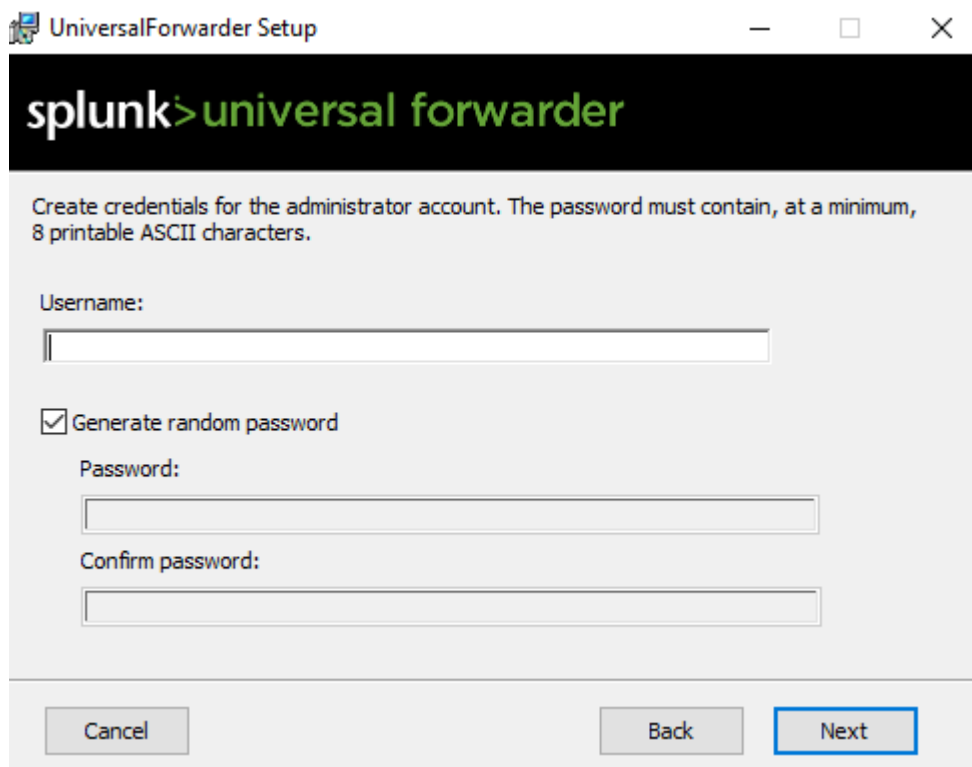 UniversalForwarder Setup
splunk>universal forwarder
Create credentials for the administrator account. The password must contain, at a minimum,
8 printable ASCII characters.
Username:
Generate random password
Password:
Confirm password:
Cancel Back Next